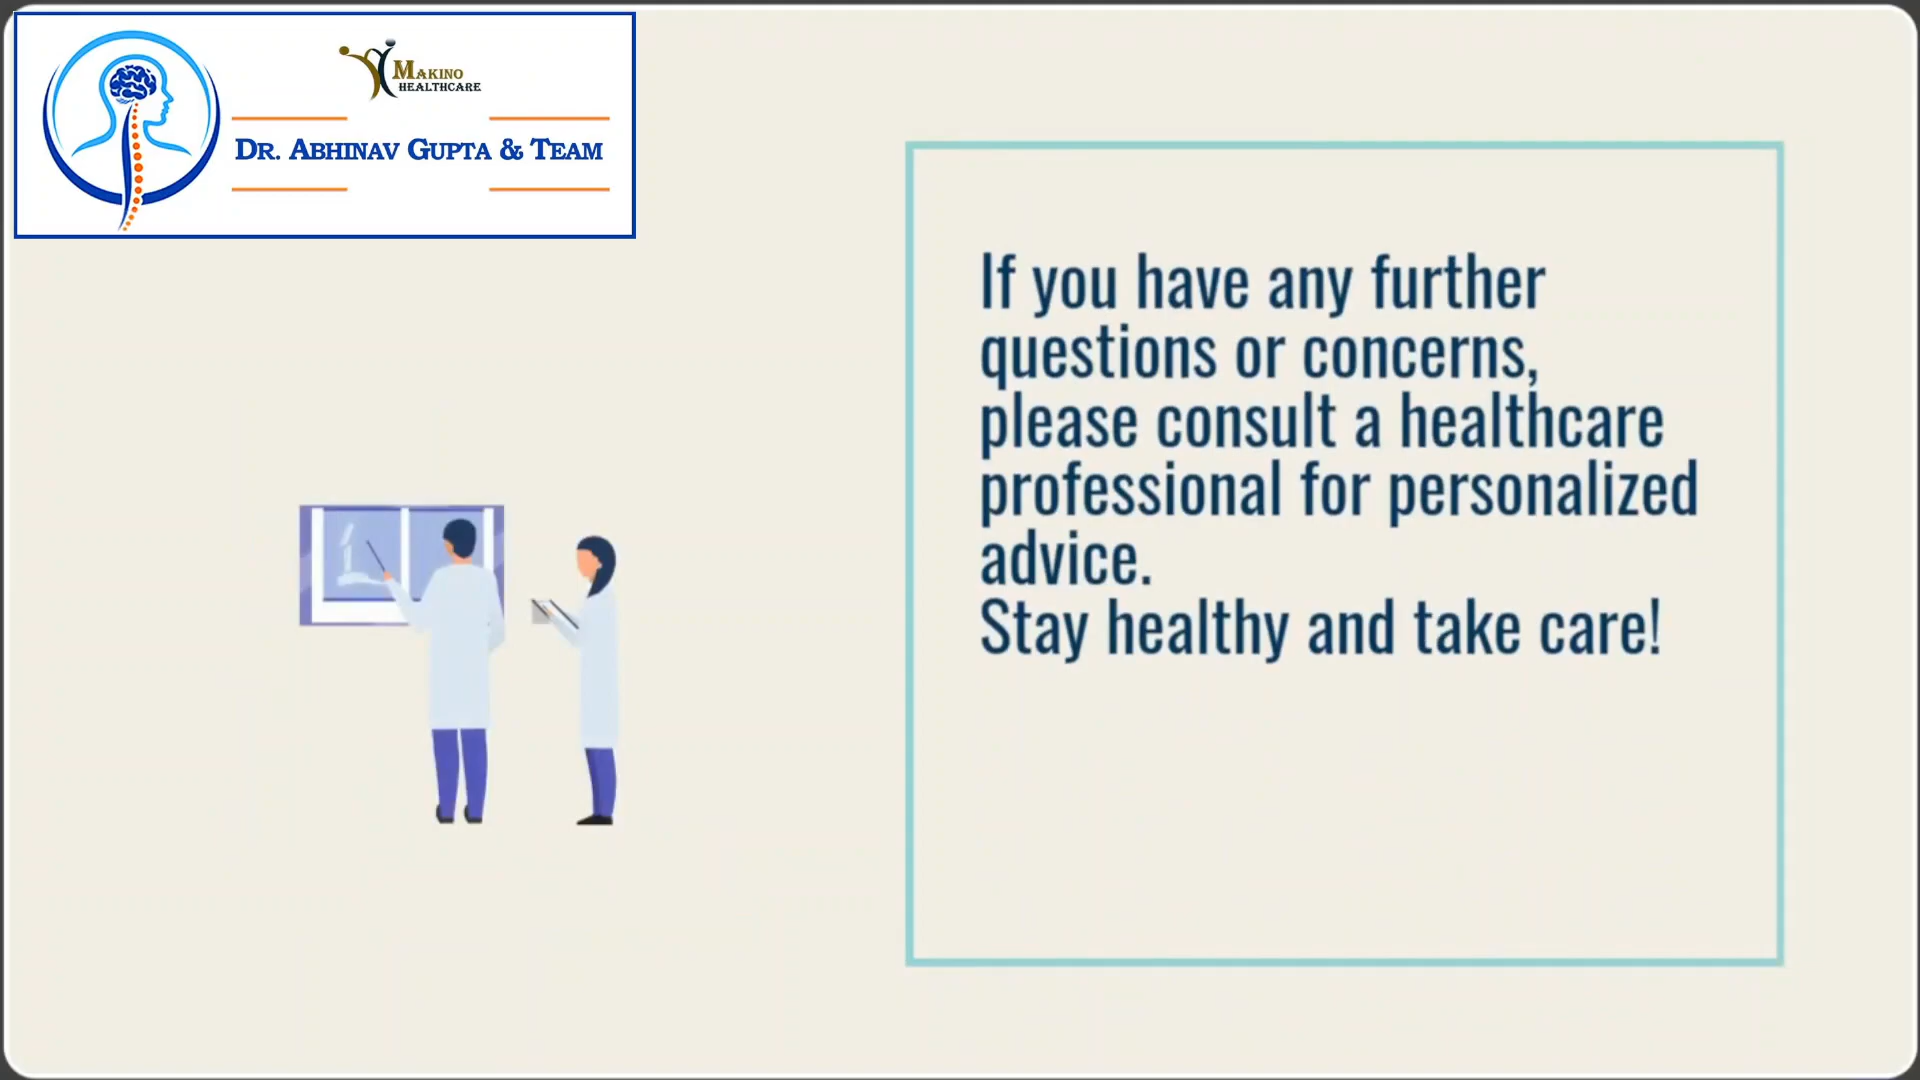 MAKINO
HEALTHCARE
DR. ABHINAV GUPTA & TEAM
If you have any further
questions or concerns,
please consult a healthcare
professional for personalized
advice.
Stay healthy and take care!